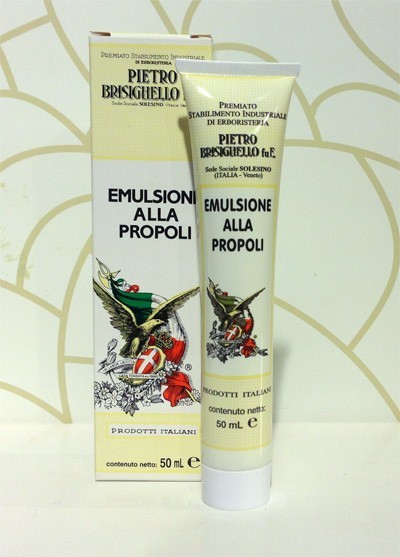 PREMIATO STABILIMENTO INDUSTRIALE
DI ERBORISTERIA
PIETRO
BRISIGHELLO
Sede Sociale SOLESINO
EMULSIONE
ALLA
PROPOLI
®
PRODOTTI ITALIANI
contenuto netto: 50 mL CE
PREMIATO
STABILIMENTO INDUSTRIALE
DI ERBORISTERIA
PIETRO
BRISIGHELLO fu F.
Sede Sociale SOLESINO
(ITALIA - Veneto)
EMULSIONE
ALLA
PROPOLI
®
PRODOTTI ITALIANI
contenuto netto:
50 mL CE